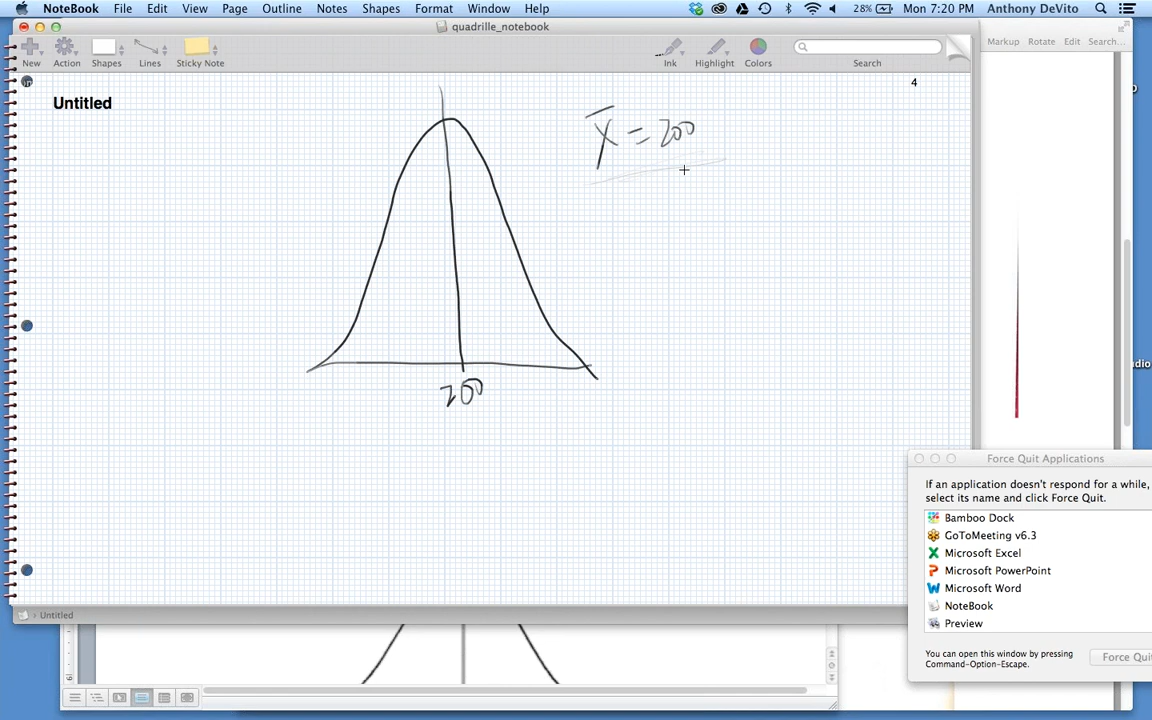 NoteBook File Edit View Page Outline Notes Shapes Format Window Help 28% Mon 7:20 PM Anthony DeVito
quadrille_notebook
New Action Shapes Lines Sticky Note Ink Highlight Colors Search
Markup Rotate Edit Search...
4
Untitled
X̄ = 200
200
dio
Force Quit Applications
If an application doesn't respond for a while,
select its name and click Force Quit.
Bamboo Dock
GoToMeeting v6.3
Microsoft Excel
Microsoft PowerPoint
Microsoft Word
NoteBook
Preview
You can open this window by pressing
Command-Option-Escape.
Force Qui
› Untitled